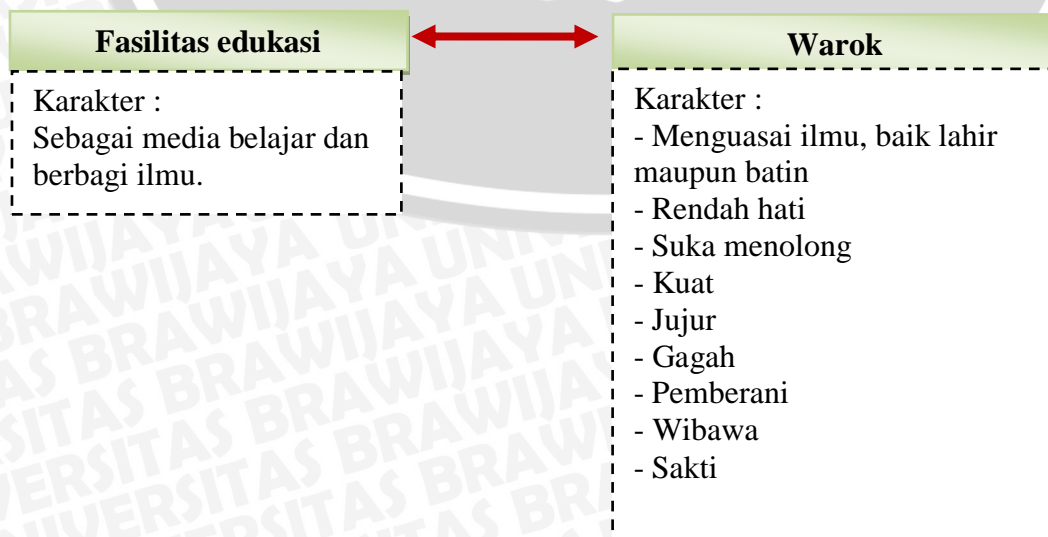 Fasilitas edukasi
Karakter :
Sebagai media belajar dan
berbagi ilmu.
Warok
Karakter :
- Menguasai ilmu, baik lahir
maupun batin
- Rendah hati
- Suka menolong
- Kuat
- Jujur
- Gagah
- Pemberani
- Wibawa
- Sakti